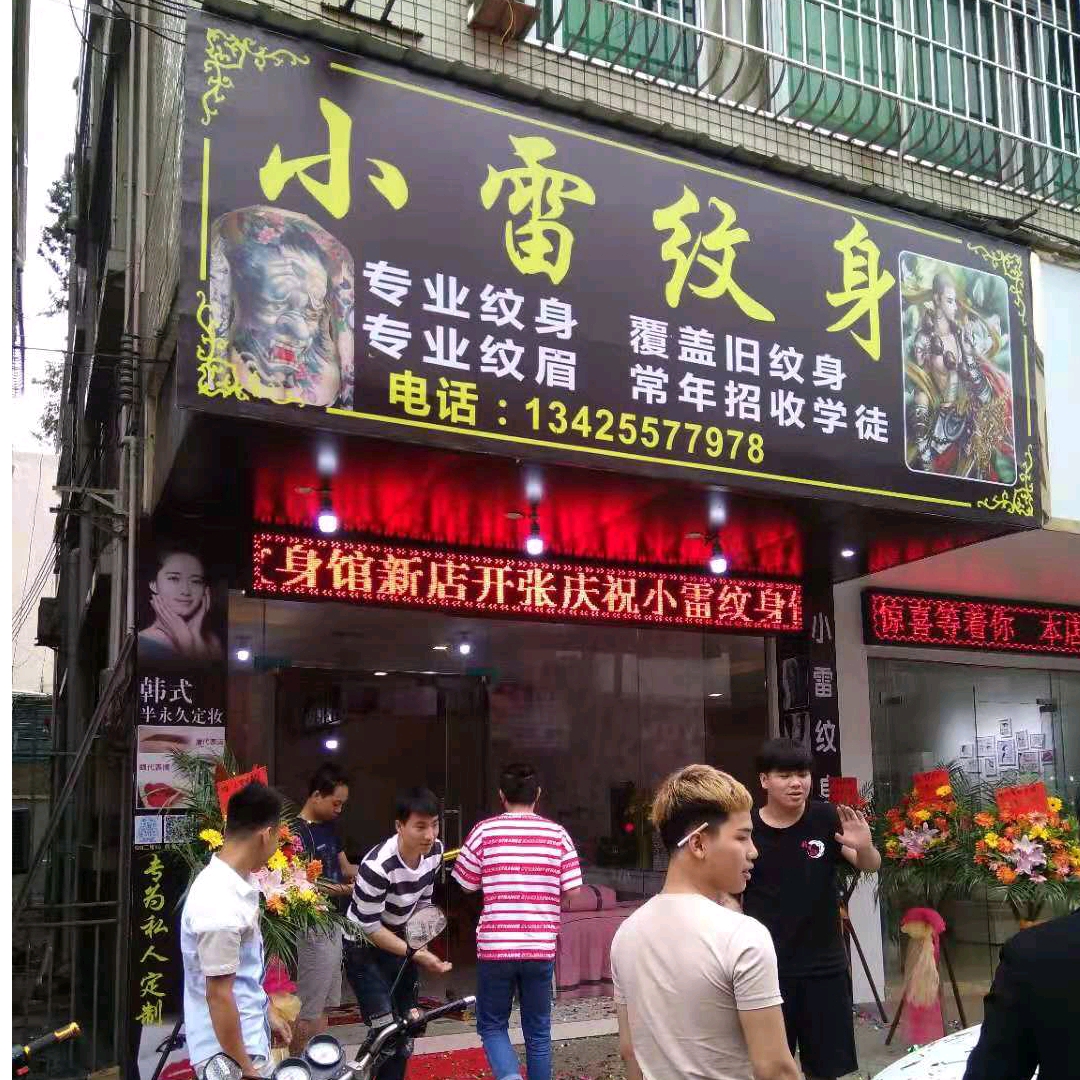 小雷纹身
专业纹身
专业纹眉
覆盖旧纹身
常年招收学徒
电话：13425577978
身馆新店开张庆祝小雷纹身
惊喜等着你 本店
韩式
半永久定妆
小雷纹身
专为私人定制